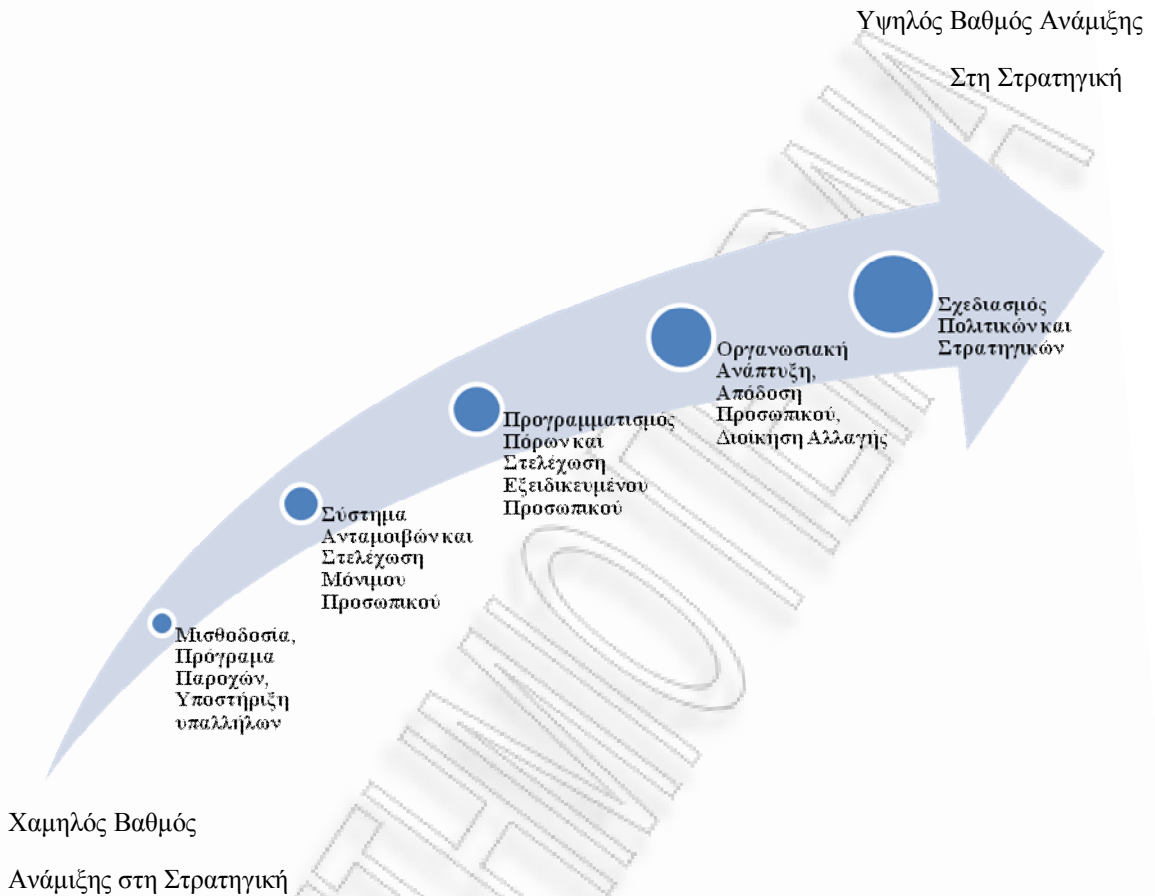 Υψηλός Βαθμός Ανάμιξης
Στη Στρατηγική
Σχεδιασμός
Πολιτικών και
Στρατηγικών
Οργανωσιακή
Ανάπτυξη,
Απόδοση
Προσωπικού,
Διοίκηση Αλλαγής
Προγραμματισμός
Πόρων και
Στελέχωση
Εξειδικευμένου
Προσωπικού
Σύστημα
Ανταμοιβών και
Στελέχωση
Μόνιμου
Προσωπικού
Μισθοδοσία,
Πρόγραμα
Παροχών,
Υποστήριξη
υπαλλήλων
Χαμηλός Βαθμός
Ανάμιξης στη Στρατηγική